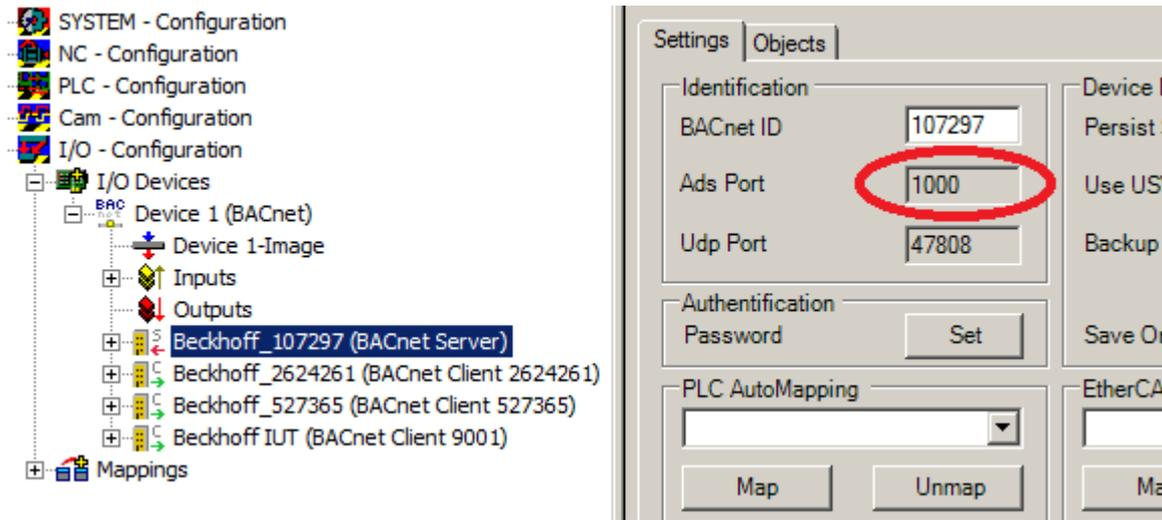 SYSTEM - Configuration
NC - Configuration
PLC - Configuration
Cam - Configuration
I/O - Configuration
I/O Devices
BAC
net
Device 1 (BACnet)
Device 1-Image
Inputs
Outputs
S
Beckhoff_107297 (BACnet Server)
C
Beckhoff_2624261 (BACnet Client 2624261)
C
Beckhoff_527365 (BACnet Client 527365)
C
Beckhoff IUT (BACnet Client 9001)
Mappings
Settings Objects
Identification
BACnet ID 107297
Ads Port 1000
Udp Port 47808
Authentification
Password Set
PLC AutoMapping
Map Unmap
Device
Persist
Use US
Backup
Save O
EtherCA
Ma